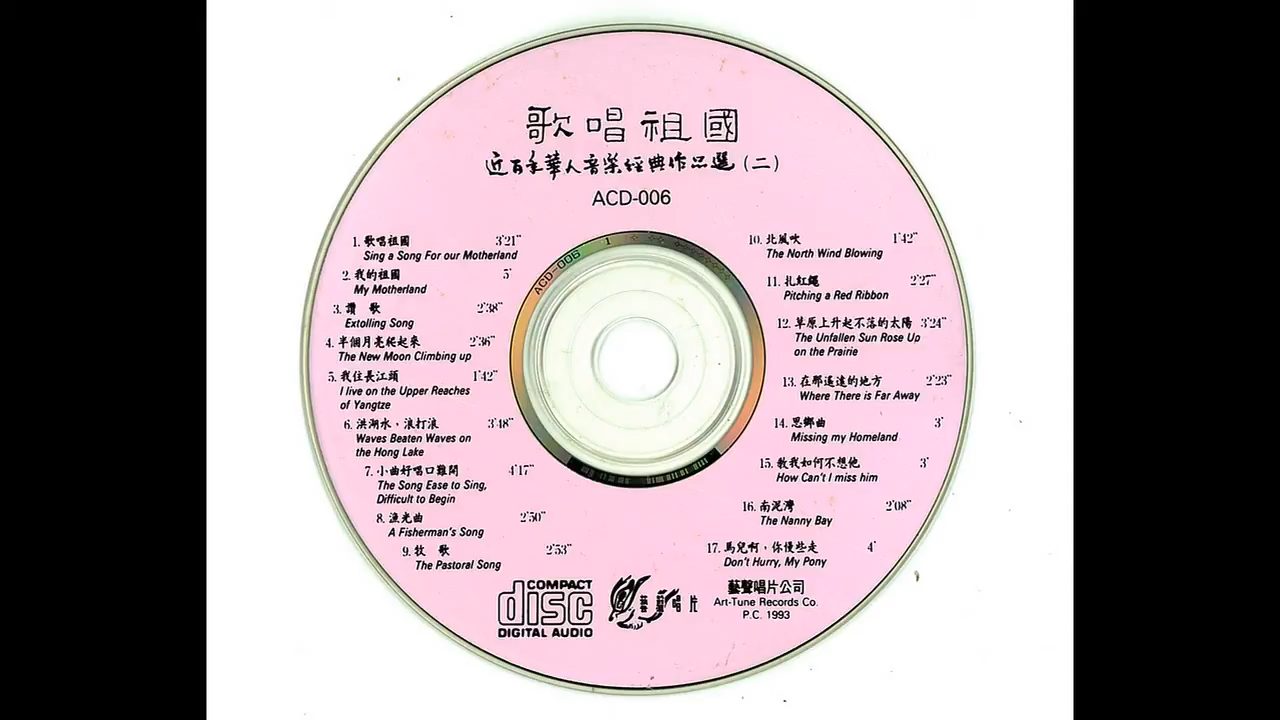 歌唱祖國
近百年華人音樂經典作品選(二)
ACD-006
ACD-006 1
1. 歌唱祖國 3'21"
Sing a Song For our Motherland
2. 我的祖國 5'
My Motherland
3. 讚 歌 2'38"
Extolling Song
4. 半個月亮爬起來 2'36"
The New Moon Climbing up
5. 我住長江頭 1'42"
I live on the Upper Reaches
of Yangtze
6. 洪湖水，浪打浪 3'48"
Waves Beaten Waves on
the Hong Lake
7. 小曲好唱口難開 4'17"
The Song Ease to Sing,
Difficult to Begin
8. 漁光曲 2'50"
A Fisherman's Song
9. 牧 歌 2'53"
The Pastoral Song
10. 北風吹 1'42"
The North Wind Blowing
11. 扎紅繩 2'27"
Pitching a Red Ribbon
12. 草原上升起不落的太陽 3'24"
The Unfallen Sun Rose Up
on the Prairie
13. 在那遙遠的地方 2'23"
Where There is Far Away
14. 思鄉曲 3'
Missing my Homeland
15. 教我如何不想他 3'
How Can't I miss him
16. 南泥灣 2'08"
The Nanny Bay
17. 馬兒啊，你慢些走 4'
Don't Hurry, My Pony
COMPACT
disc
DIGITAL AUDIO
藝聲唱片
藝聲唱片公司
Art-Tune Records Co.
P.C. 1993